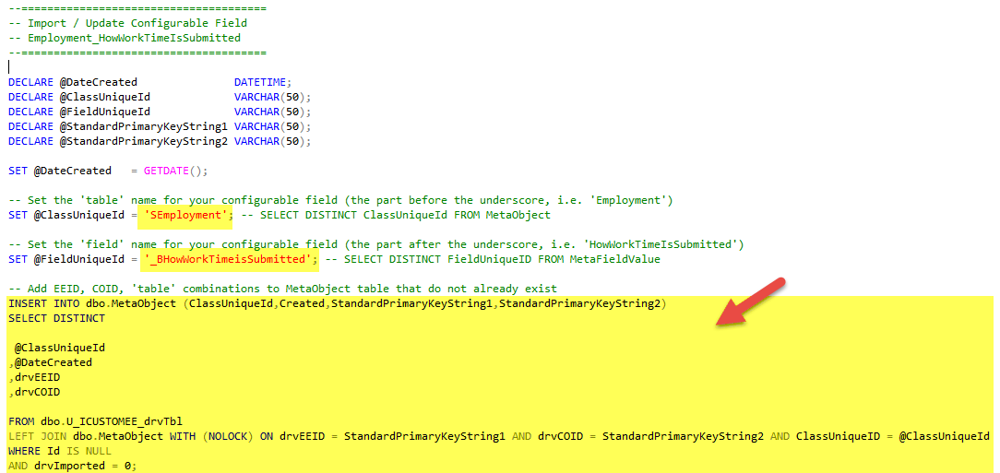 --======================================
-- Import / Update Configurable Field
-- Employment_HowWorkTimeIsSubmitted
--======================================
DECLARE @DateCreated DATETIME;
DECLARE @ClassUniqueId VARCHAR(50);
DECLARE @FieldUniqueId VARCHAR(50);
DECLARE @StandardPrimaryKeyString1 VARCHAR(50);
DECLARE @StandardPrimaryKeyString2 VARCHAR(50);
SET @DateCreated = GETDATE();
-- Set the 'table' name for your configurable field (the part before the underscore, i.e. 'Employment')
SET @ClassUniqueId = 'SEmployment'; -- SELECT DISTINCT ClassUniqueId FROM MetaObject
-- Set the 'field' name for your configurable field (the part after the underscore, i.e. 'HowWorkTimeIsSubmitted')
SET @FieldUniqueId = '_BHowWorkTimeisSubmitted'; -- SELECT DISTINCT FieldUniqueID FROM MetaFieldValue
-- Add EEID, COID, 'table' combinations to MetaObject table that do not already exist
INSERT INTO dbo.MetaObject (ClassUniqueId,Created,StandardPrimaryKeyString1,StandardPrimaryKeyString2)
SELECT DISTINCT
@ClassUniqueId
,@DateCreated
,drvEEID
,drvCOID
FROM dbo.U_ICUSTOMEE_drvTbl
LEFT JOIN dbo.MetaObject WITH (NOLOCK) ON drvEEID = StandardPrimaryKeyString1 AND drvCOID = StandardPrimaryKeyString2 AND ClassUniqueID = @ClassUniqueId
WHERE Id IS NULL
AND drvImported = 0;